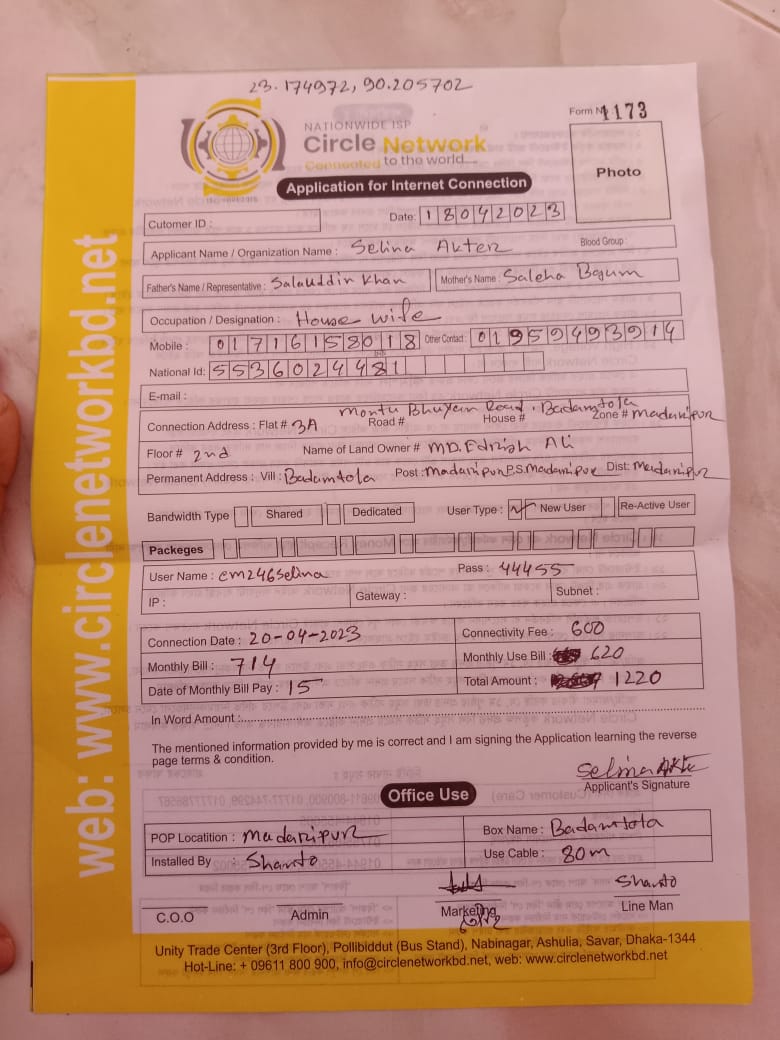 23.174972, 90.205702
Form No 1173
NATIONWIDE ISP
Circle Network
Connected to the world....
Photo
Application for Internet Connection
Cutomer ID :
Date: 18042023
Applicant Name / Organization Name : Selina Akter
Blood Group :
Father's Name / Representative : Salauddin Khan
Mother's Name : Saleha Begum
Occupation / Designation : House wife
Mobile : 01716158018 Other Contact : 01959493914
National Id: 5536024481
E-mail :
Montu Bhuyan Road, Badamtola
Connection Address : Flat # 3A Road # House # Zone # madaripur
Floor # 2nd Name of Land Owner # MD. Edrish Ali
Permanent Address : Vill : Badamtola Post : madaripur P.S. madaripur Dist: madaripur
Bandwidth Type Shared Dedicated User Type : New User Re-Active User
Packeges
User Name : cm246selina Pass : 44455
IP : Gateway : Subnet :
Connection Date : 20-04-2023 Connectivity Fee : 600
Monthly Bill : 714 Monthly Use Bill : 620
Date of Monthly Bill Pay : 15 Total Amount : 1220
In Word Amount :
The mentioned information provided by me is correct and I am signing the Application learning the reverse
page terms & condition.
Selina Akte
Applicant's Signature
Office Use
POP Locatition : madaripur Box Name : Badamtola
Installed By : Shanto Use Cable : 80m
Shanto
C.O.O Admin Marketing Line Man
Unity Trade Center (3rd Floor), Pollibiddut (Bus Stand), Nabinagar, Ashulia, Savar, Dhaka-1344
Hot-Line: + 09611 800 900, info@circlenetworkbd.net, web: www.circlenetworkbd.net
web: www.circlenetworkbd.net